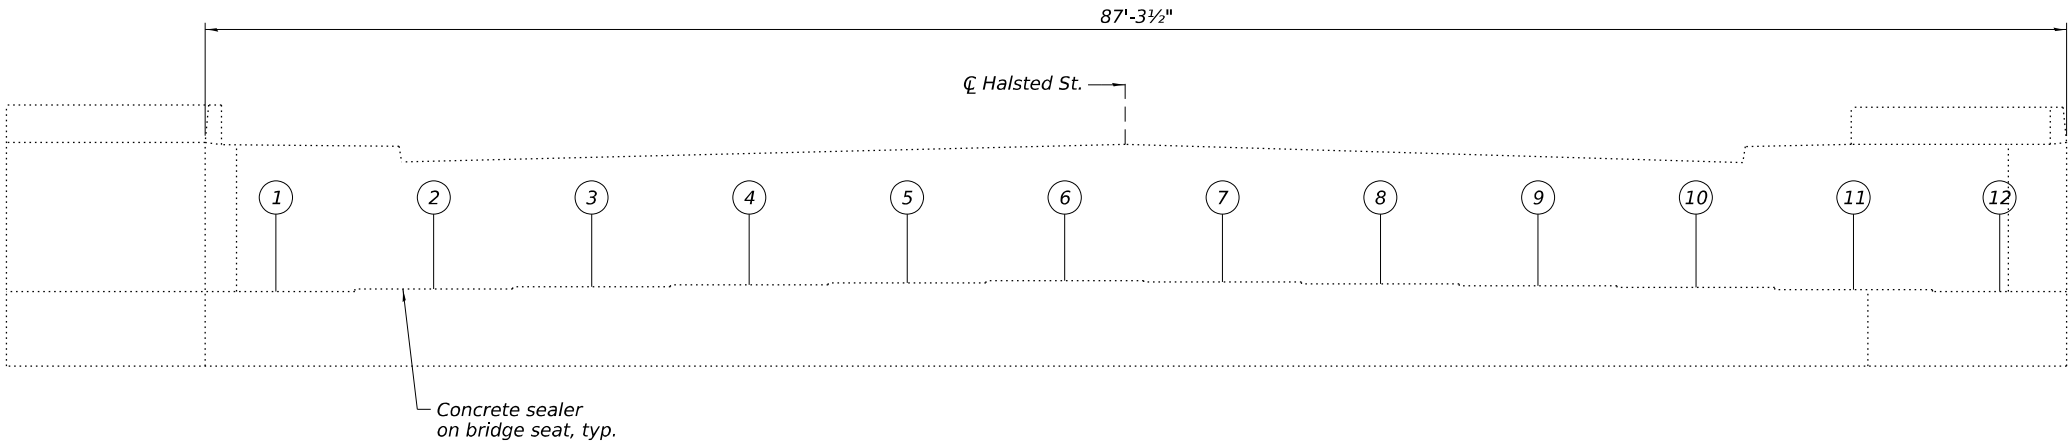 87'-3½"
℄ Halsted St.
1 2 3 4 5 6 7 8 9 10 11 12
Concrete sealer
on bridge seat, typ.